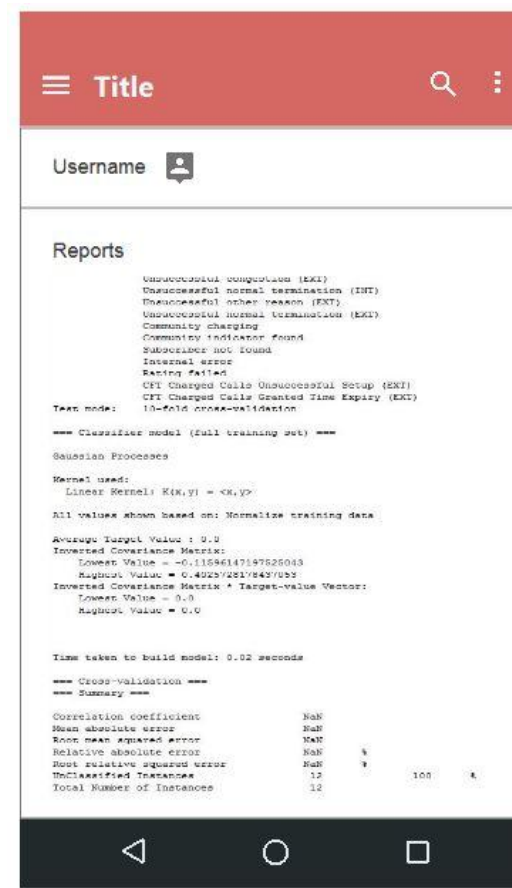 Title
Username
Reports
Unsuccessful congestion (EXT)
Unsuccessful normal termination (INT)
Unsuccessful other reason (EXT)
Unsuccessful normal termination (EXT)
Community charging
Community indicator found
Subscriber not found
Internal error
Rating failed
CFT Charged Calls Unsuccessful Setup (EXT)
CFT Charged Calls Granted Time Expiry (EXT)
Test mode: 10-fold cross-validation
=== Classifier model (full training set) ===
Gaussian Processes
Kernel used:
Linear Kernel: K(x,y) = <x,y>
All values shown based on: Normalize training data
Average Target Value : 0.0
Inverted Covariance Matrix:
Lowest Value = -0.11596147197525043
Highest Value = 0.4025728178437053
Inverted Covariance Matrix * Target-value Vector:
Lowest Value = 0.0
Highest Value = 0.0
Time taken to build model: 0.02 seconds
=== Cross-validation ===
=== Summary ===
Correlation coefficient NaN
Mean absolute error NaN
Root mean squared error NaN
Relative absolute error NaN %
Root relative squared error NaN %
UnClassified Instances 12 100 %
Total Number of Instances 12